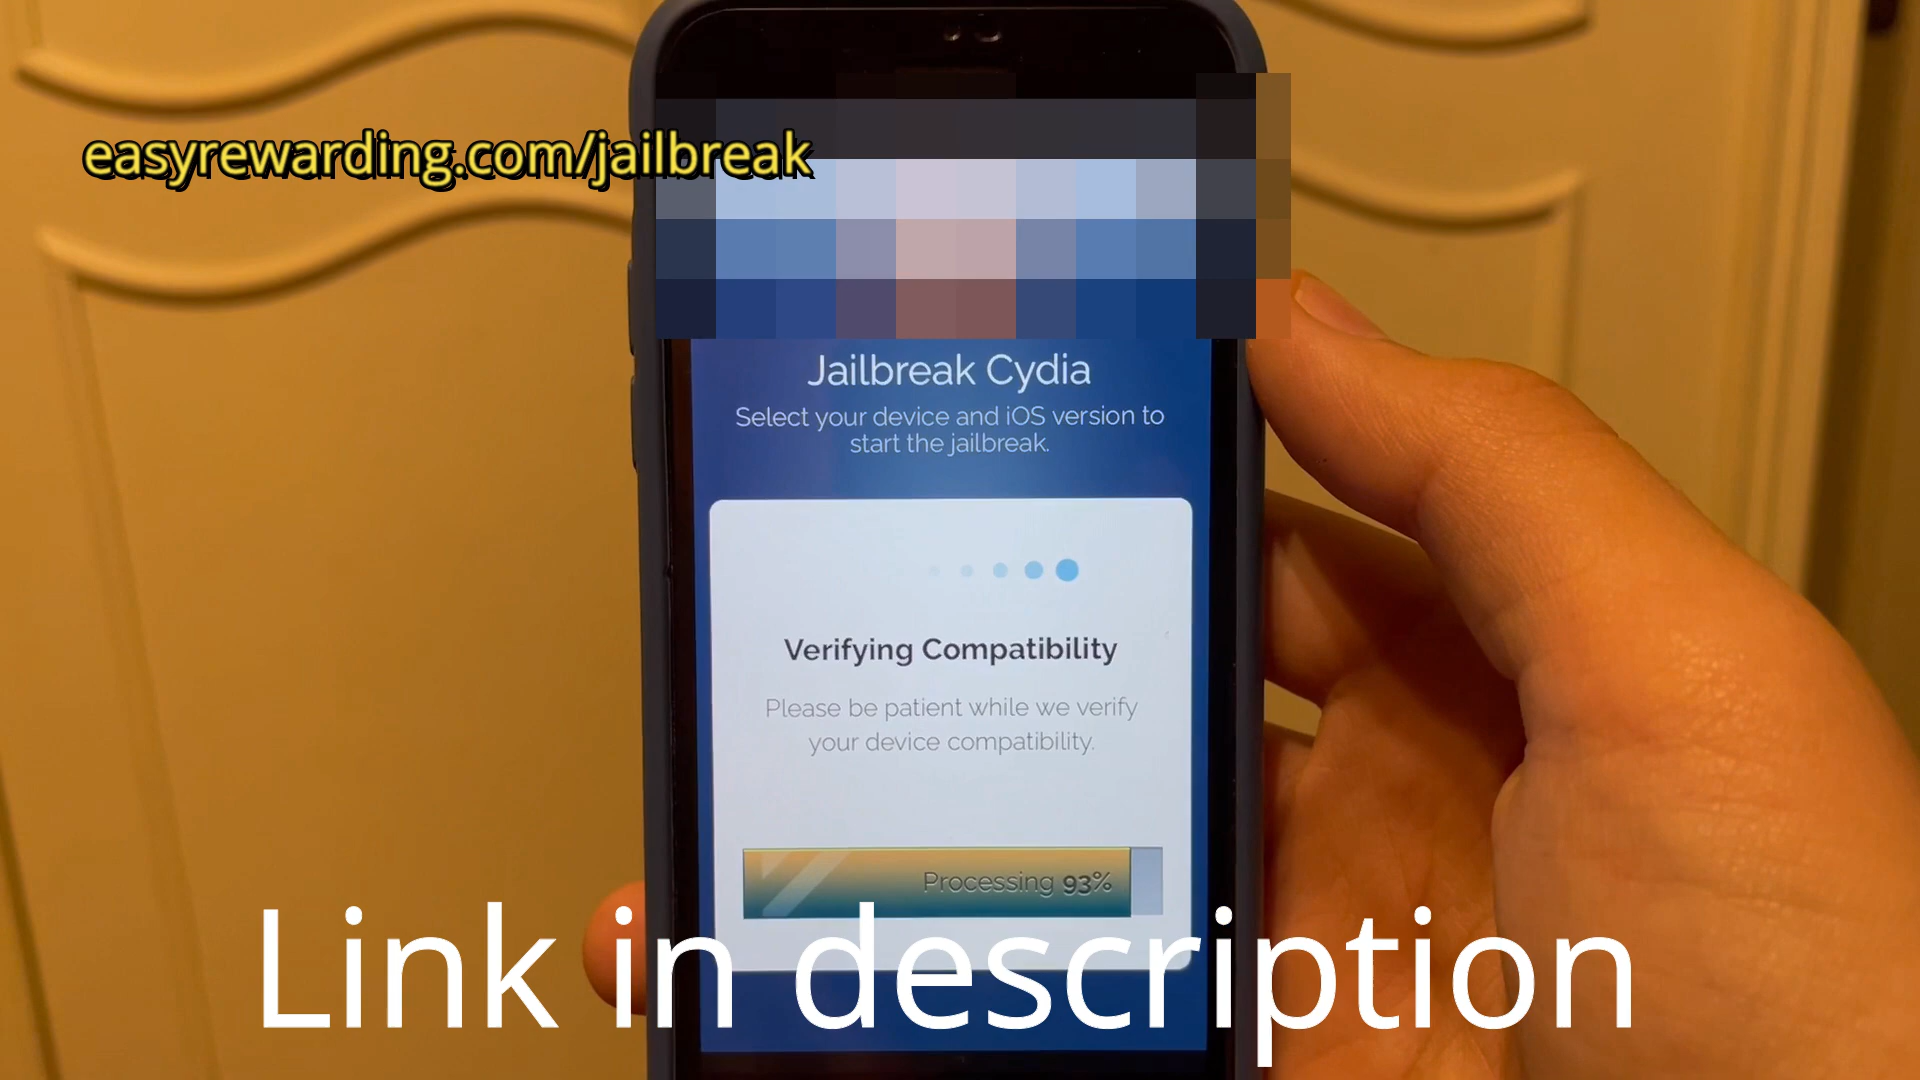 easyrewarding.com/jailbreak
Jailbreak Cydia
Select your device and iOS version to
start the jailbreak.
Verifying Compatibility
Please be patient while we verify
your device compatibility.
Processing 93%
Link in description